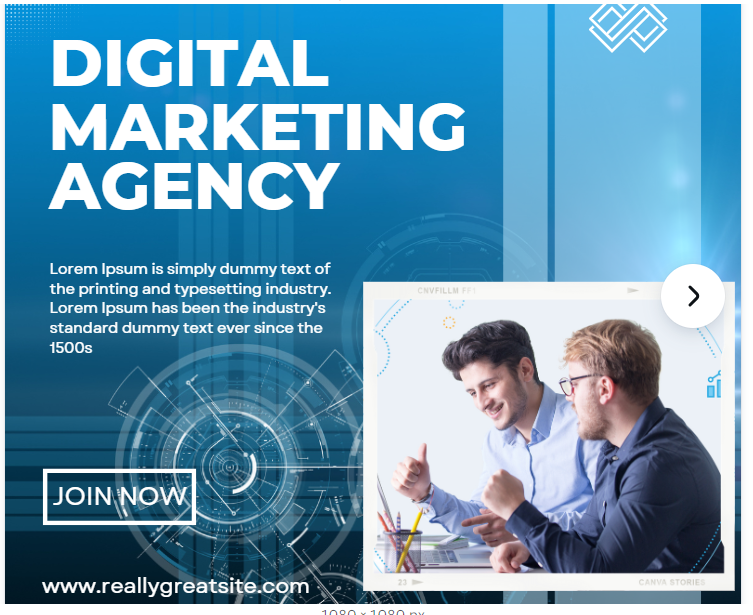 DIGITAL
MARKETING
AGENCY
Lorem Ipsum is simply dummy text of
the printing and typesetting industry.
Lorem Ipsum has been the industry's
standard dummy text ever since the
1500s
JOIN NOW
www.reallygreatsite.com
23
CANVA STORIES
1080 x 1080 px